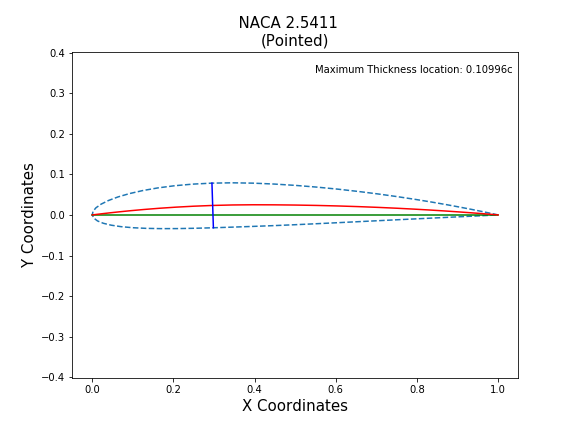 NACA 2.5411
(Pointed)
Maximum Thickness location: 0.10996c
0.4
0.3
0.2
0.1
0.0
−0.1
−0.2
−0.3
−0.4
Y Coordinates
0.0 0.2 0.4 0.6 0.8 1.0
X Coordinates